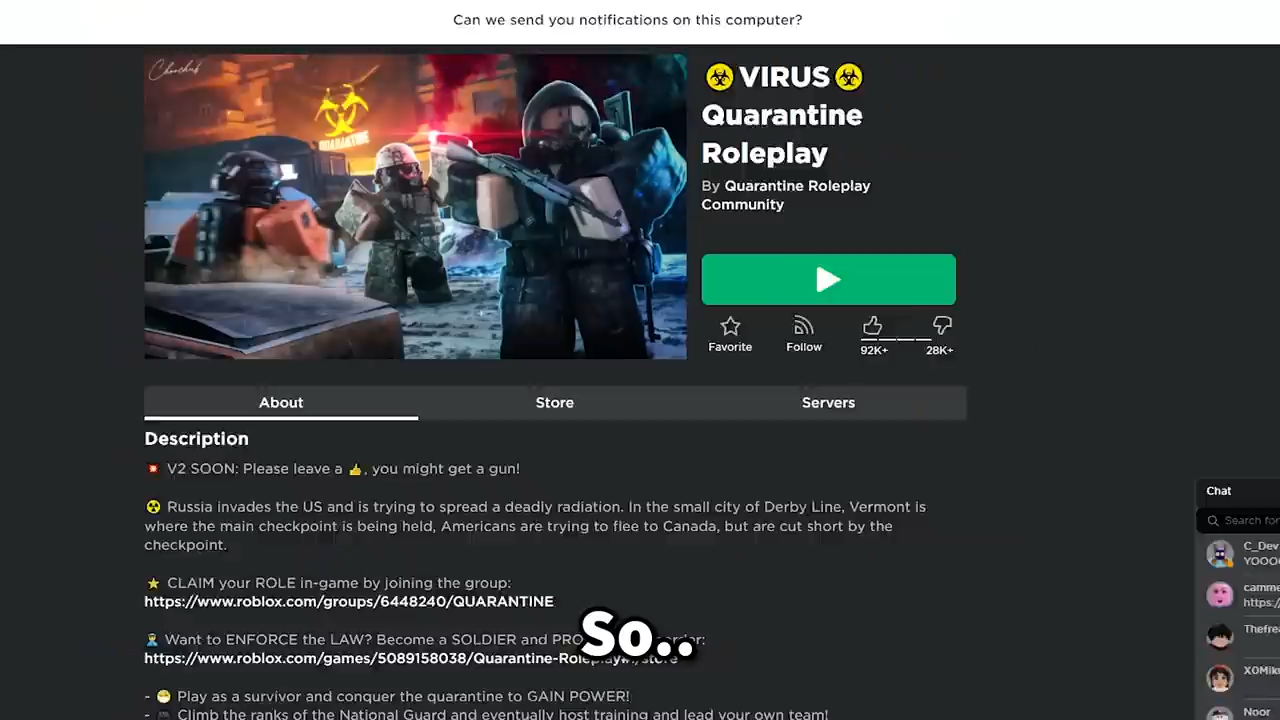 Can we send you notifications on this computer?
QUARANTINE
☣ VIRUS ☣
Quarantine
Roleplay
By Quarantine Roleplay
Community
Favorite
Follow
92K+
28K+
About
Store
Servers
Description
💥 V2 SOON: Please leave a 👍, you might get a gun!
☢ Russia invades the US and is trying to spread a deadly radiation. In the small city of Derby Line, Vermont is
where the main checkpoint is being held, Americans are trying to flee to Canada, but are cut short by the
checkpoint.
⭐ CLAIM your ROLE in-game by joining the group:
https://www.roblox.com/groups/6448240/QUARANTINE
Want to ENFORCE the LAW? Become a SOLDIER and PRO order:
https://www.roblox.com/games/5089158038/Quarantine-Roleplay#!/store
So..
- 😷 Play as a survivor and conquer the quarantine to GAIN POWER!
- 🎮 Climb the ranks of the National Guard and eventually host training and lead your own team!
Chat
Search for
C_Dev
YOOO
camme
https:/
Thefrea
XOMiku
Noor